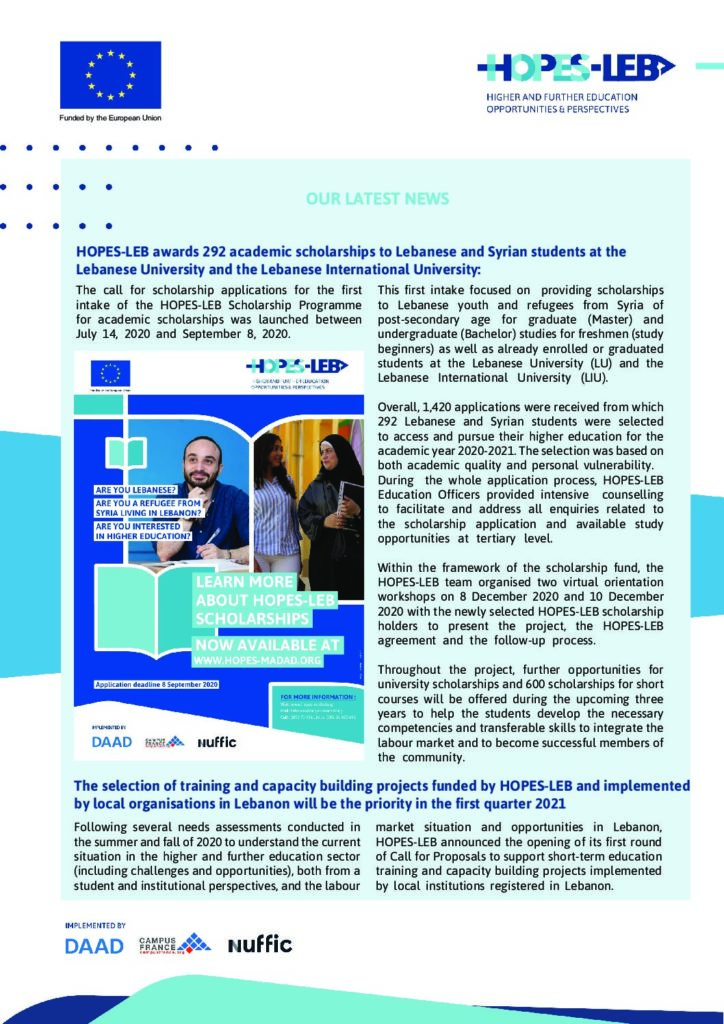 Funded by the European Union
HOPES-LEB
HIGHER AND FURTHER EDUCATION
OPPORTUNITIES & PERSPECTIVES
OUR LATEST NEWS
HOPES-LEB awards 292 academic scholarships to Lebanese and Syrian students at the
Lebanese University and the Lebanese International University:
The call for scholarship applications for the first
intake of the HOPES-LEB Scholarship Programme
for academic scholarships was launched between
July 14, 2020 and September 8, 2020.
HOPES-LEB
HIGHER AND FURTHER EDUCATION
OPPORTUNITIES & PERSPECTIVES
ARE YOU LEBANESE?
ARE YOU A REFUGEE FROM
SYRIA LIVING IN LEBANON?
ARE YOU INTERESTED
IN HIGHER EDUCATION?
LEARN MORE
ABOUT HOPES-LEB
SCHOLARSHIPS
NOW AVAILABLE AT
WWW.HOPES-MADAD.ORG
Application deadline 8 September 2020
FOR MORE INFORMATION :
IMPLEMENTED BY
DAAD
CAMPUS
FRANCE
nuffic
This first intake focused on providing scholarships
to Lebanese youth and refugees from Syria of
post-secondary age for graduate (Master) and
undergraduate (Bachelor) studies for freshmen (study
beginners) as well as already enrolled or graduated
students at the Lebanese University (LU) and the
Lebanese International University (LIU).
Overall, 1,420 applications were received from which
292 Lebanese and Syrian students were selected
to access and pursue their higher education for the
academic year 2020-2021. The selection was based on
both academic quality and personal vulnerability.
During the whole application process, HOPES-LEB
Education Officers provided intensive counselling
to facilitate and address all enquiries related to
the scholarship application and available study
opportunities at tertiary level.
Within the framework of the scholarship fund, the
HOPES-LEB team organised two virtual orientation
workshops on 8 December 2020 and 10 December
2020 with the newly selected HOPES-LEB scholarship
holders to present the project, the HOPES-LEB
agreement and the follow-up process.
Throughout the project, further opportunities for
university scholarships and 600 scholarships for short
courses will be offered during the upcoming three
years to help the students develop the necessary
competencies and transferable skills to integrate the
labour market and to become successful members of
the community.
The selection of training and capacity building projects funded by HOPES-LEB and implemented
by local organisations in Lebanon will be the priority in the first quarter 2021
Following several needs assessments conducted in
the summer and fall of 2020 to understand the current
situation in the higher and further education sector
(including challenges and opportunities), both from a
student and institutional perspectives, and the labour
market situation and opportunities in Lebanon,
HOPES-LEB announced the opening of its first round
of Call for Proposals to support short-term education
training and capacity building projects implemented
by local institutions registered in Lebanon.
IMPLEMENTED BY
DAAD
CAMPUS
FRANCE
campusfrance.org
nuffic